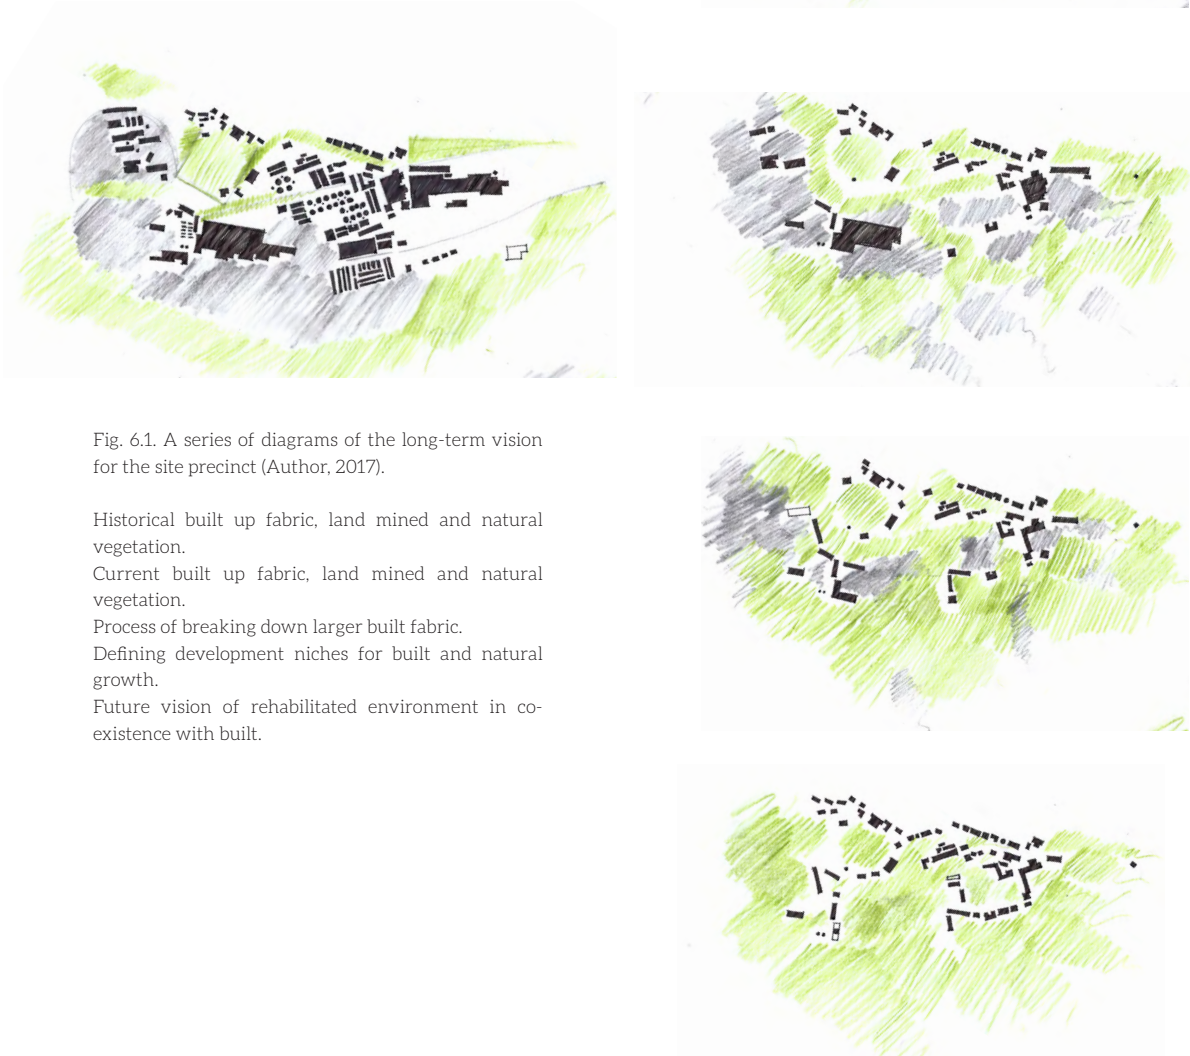 Fig. 6.1. A series of diagrams of the long-term vision
for the site precinct (Author, 2017).
Historical built up fabric, land mined and natural
vegetation.
Current built up fabric, land mined and natural
vegetation.
Process of breaking down larger built fabric.
Defining development niches for built and natural
growth.
Future vision of rehabilitated environment in co-
existence with built.